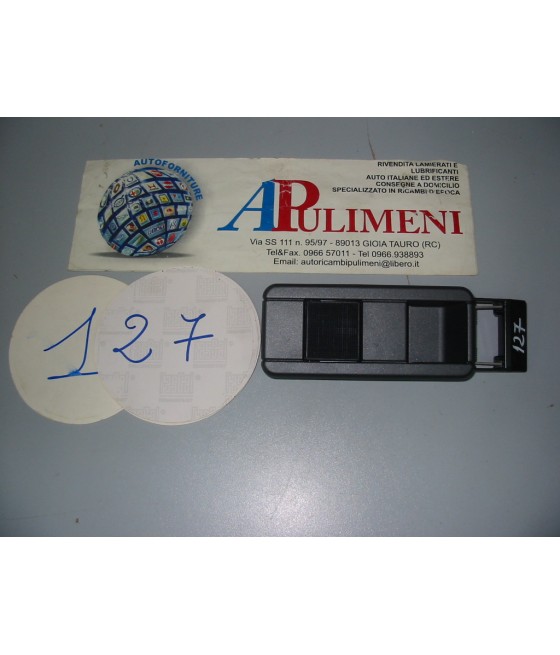 AUTOFORNITURE
RIVENDITA LAMIERATI E
LUBRIFICANTI
AUTO ITALIANE ED ESTERE
CONSEGNE A DOMICILIO
SPECIALIZZATO IN RICAMBI D'EPOCA
APULIMENI
Via SS 111 n. 95/97 - 89013 GIOIA TAURO (RC)
Tel&Fax. 0966 57011 - Tel 0966.938893
Email: autoricambipulimeni@libero.it
127
127